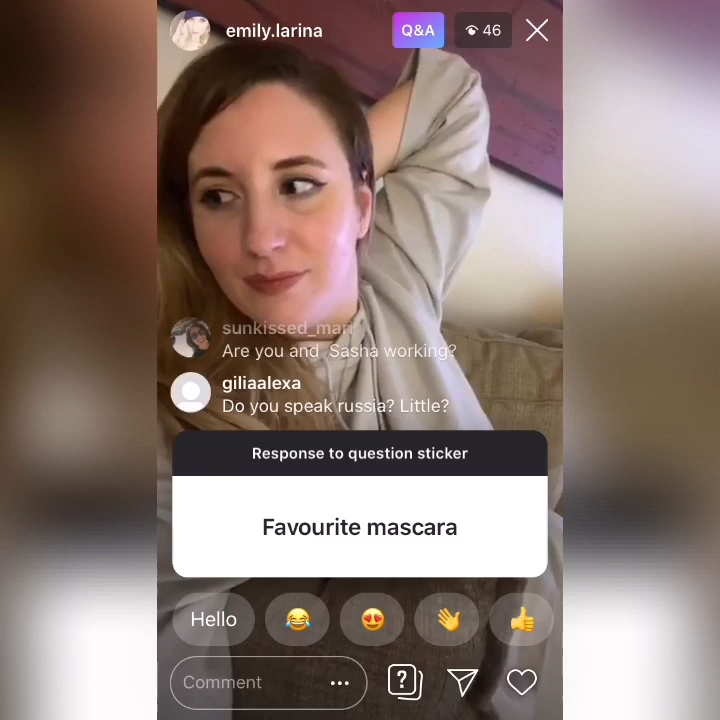 emily.larina
Q&A
46
sunkissed_mari
Are you and Sasha working?
giliaalexa
Do you speak russia? Little?
Response to question sticker
Favourite mascara
Hello
Comment